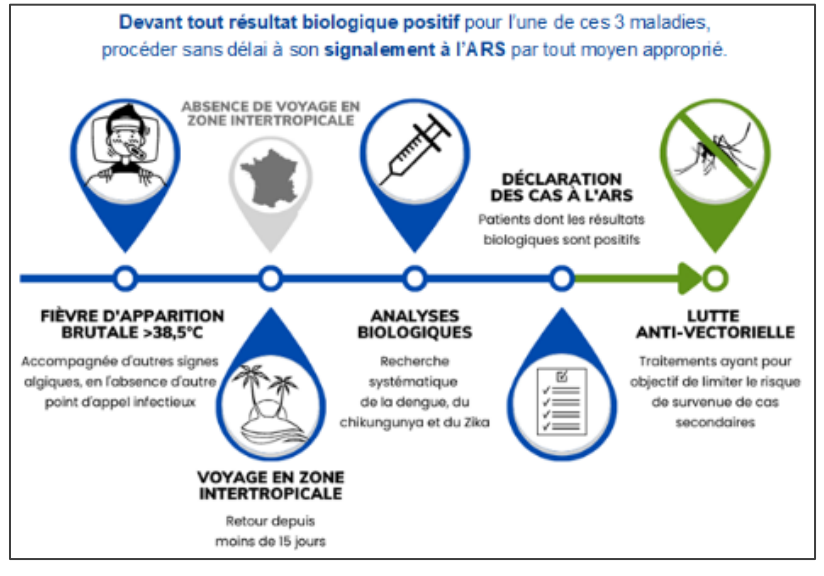 Devant tout résultat biologique positif pour l'une de ces 3 maladies,
procéder sans délai à son signalement à l'ARS par tout moyen approprié.
ABSENCE DE VOYAGE EN
ZONE INTERTROPICALE
DÉCLARATION
DES CAS À L'ARS
Patients dont les résultats
biologiques sont positifs
FIÈVRE D'APPARITION
BRUTALE >38,5°C
Accompagnée d'autres signes
algiques, en l'absence d'autre
point d'appel infectieux
VOYAGE EN ZONE
INTERTROPICALE
Retour depuis
moins de 15 jours
ANALYSES
BIOLOGIQUES
Recherche
systématique
de la dengue, du
chikungunya et du Zika
LUTTE
ANTI-VECTORIELLE
Traitements ayant pour
objectif de limiter le risque
de survenue de cas
secondaires